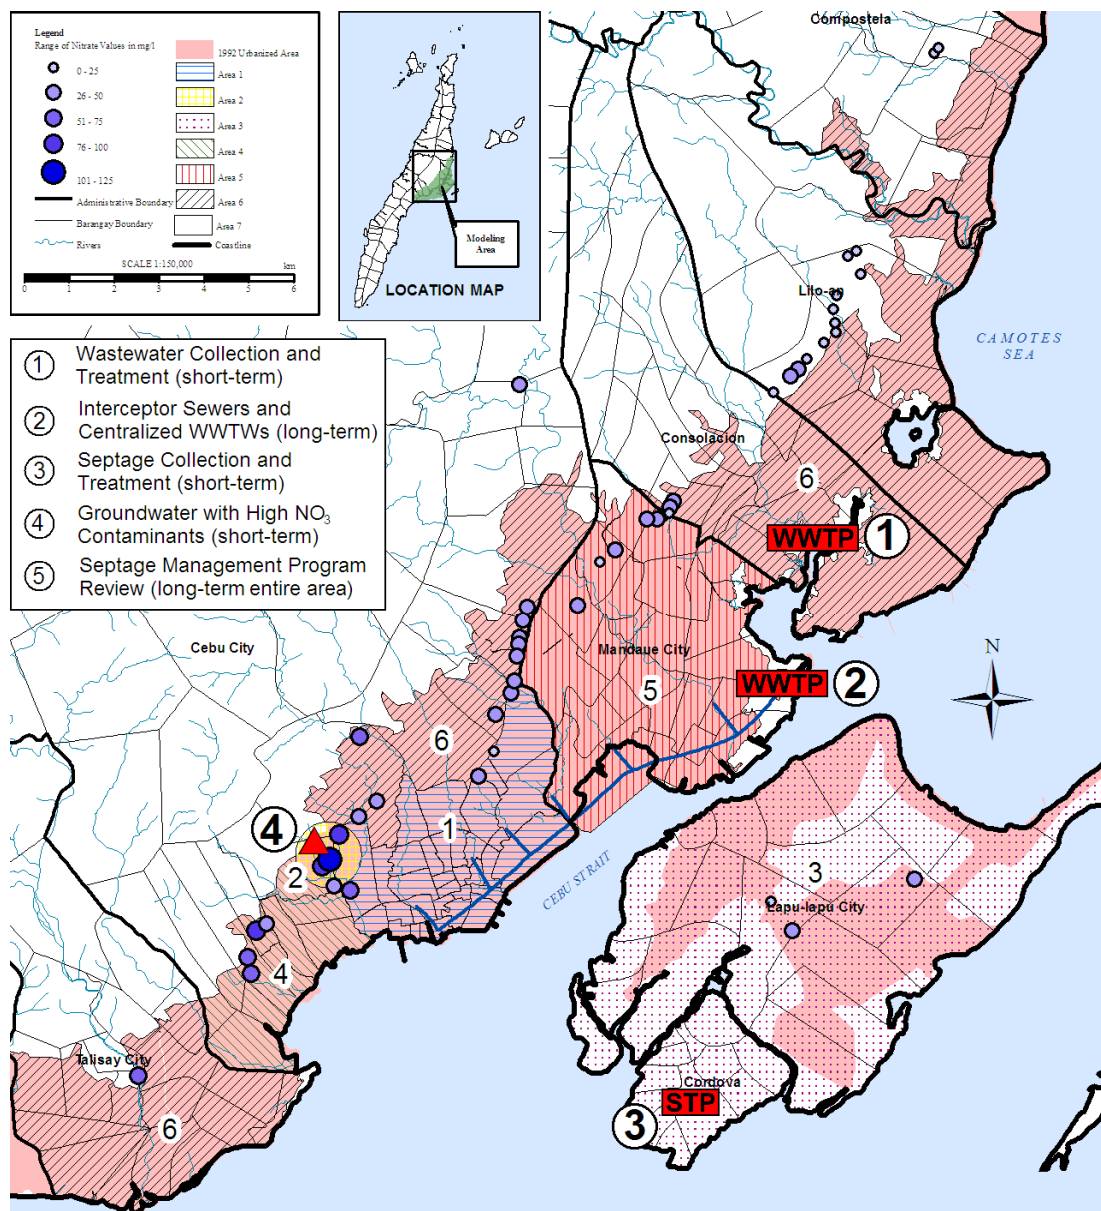 Legend
Range of Nitrate Values in mg/l
0 - 25
26 - 50
51 - 75
76 - 100
101 - 125
Administrative Boundary
Barangay Boundary
Rivers
1992 Urbanized Area
Area 1
Area 2
Area 3
Area 4
Area 5
Area 6
Area 7
Coastline
SCALE 1:150,000
km
0 1 2 3 4 5 6
Modeling
Area
LOCATION MAP
1 Wastewater Collection and
Treatment (short-term)
2 Interceptor Sewers and
Centralized WWTWs (long-term)
3 Septage Collection and
Treatment (short-term)
4 Groundwater with High NO3
Contaminants (short-term)
5 Septage Management Program
Review (long-term entire area)
Compostela
Lilo-an
CAMOTES
SEA
Consolacion
6
WWTP 1
Cebu City
Mandaue City
N
WWTP 2
5
6
4
1
2
CEBU STRAIT
3
Lapu-lapu City
4
Talisay City
Cordova
STP
3
6